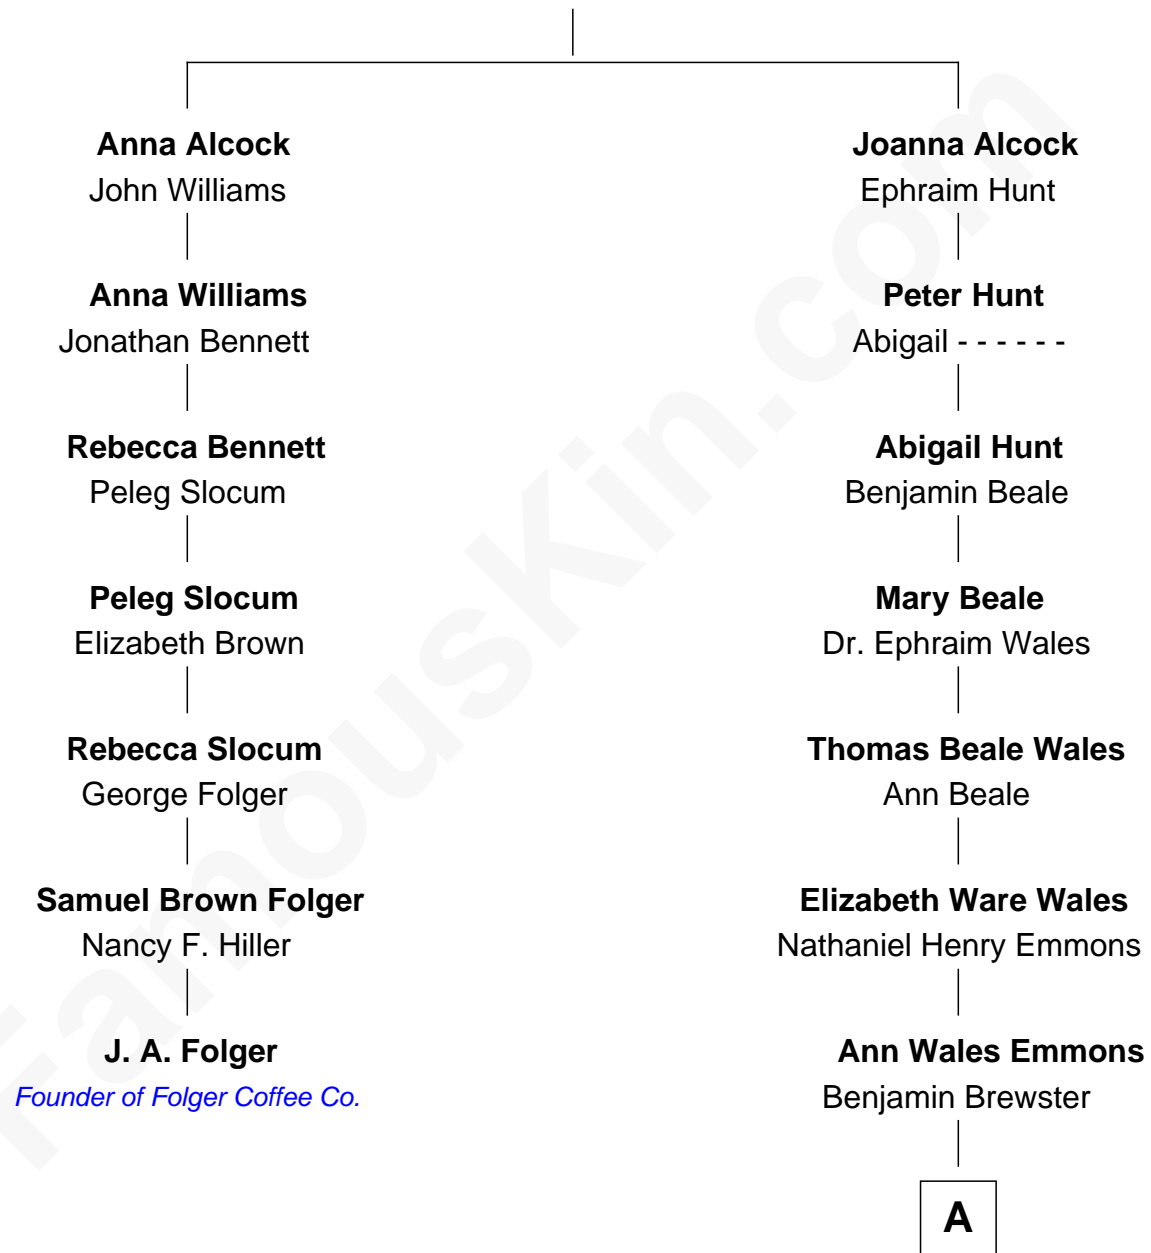 Anna Alcock
John Williams
Anna Williams
Jonathan Bennett
Rebecca Bennett
Peleg Slocum
Peleg Slocum
Elizabeth Brown
Rebecca Slocum
George Folger
Samuel Brown Folger
Nancy F. Hiller
J. A. Folger
Founder of Folger Coffee Co.
Joanna Alcock
Ephraim Hunt
Peter Hunt
Abigail - - - - - -
Abigail Hunt
Benjamin Beale
Mary Beale
Dr. Ephraim Wales
Thomas Beale Wales
Ann Beale
Elizabeth Ware Wales
Nathaniel Henry Emmons
Ann Wales Emmons
Benjamin Brewster
A
FamousKin.com